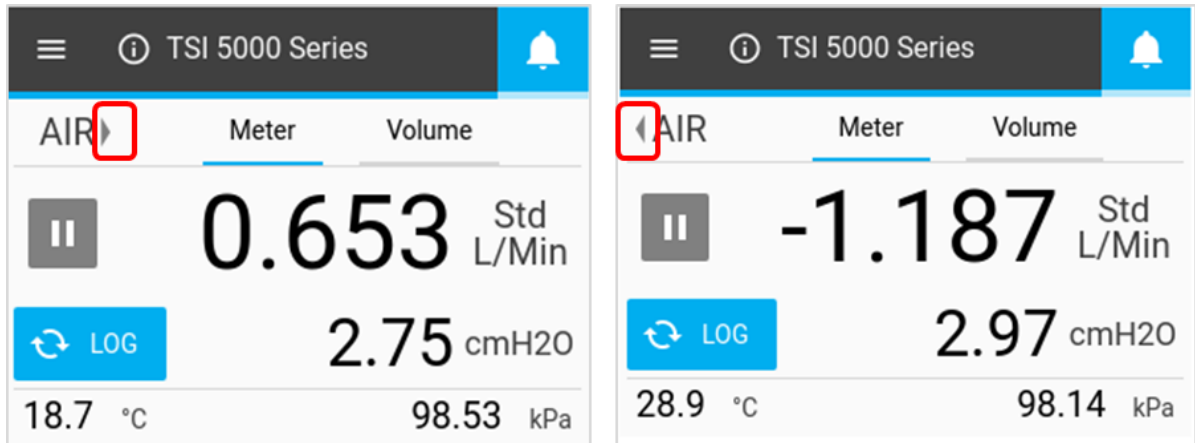 TSI 5000 Series
AIR Meter Volume
0.653 Std L/Min
LOG 2.75 cmH2O
18.7 °C 98.53 kPa
TSI 5000 Series
AIR Meter Volume
-1.187 Std L/Min
LOG 2.97 cmH2O
28.9 °C 98.14 kPa